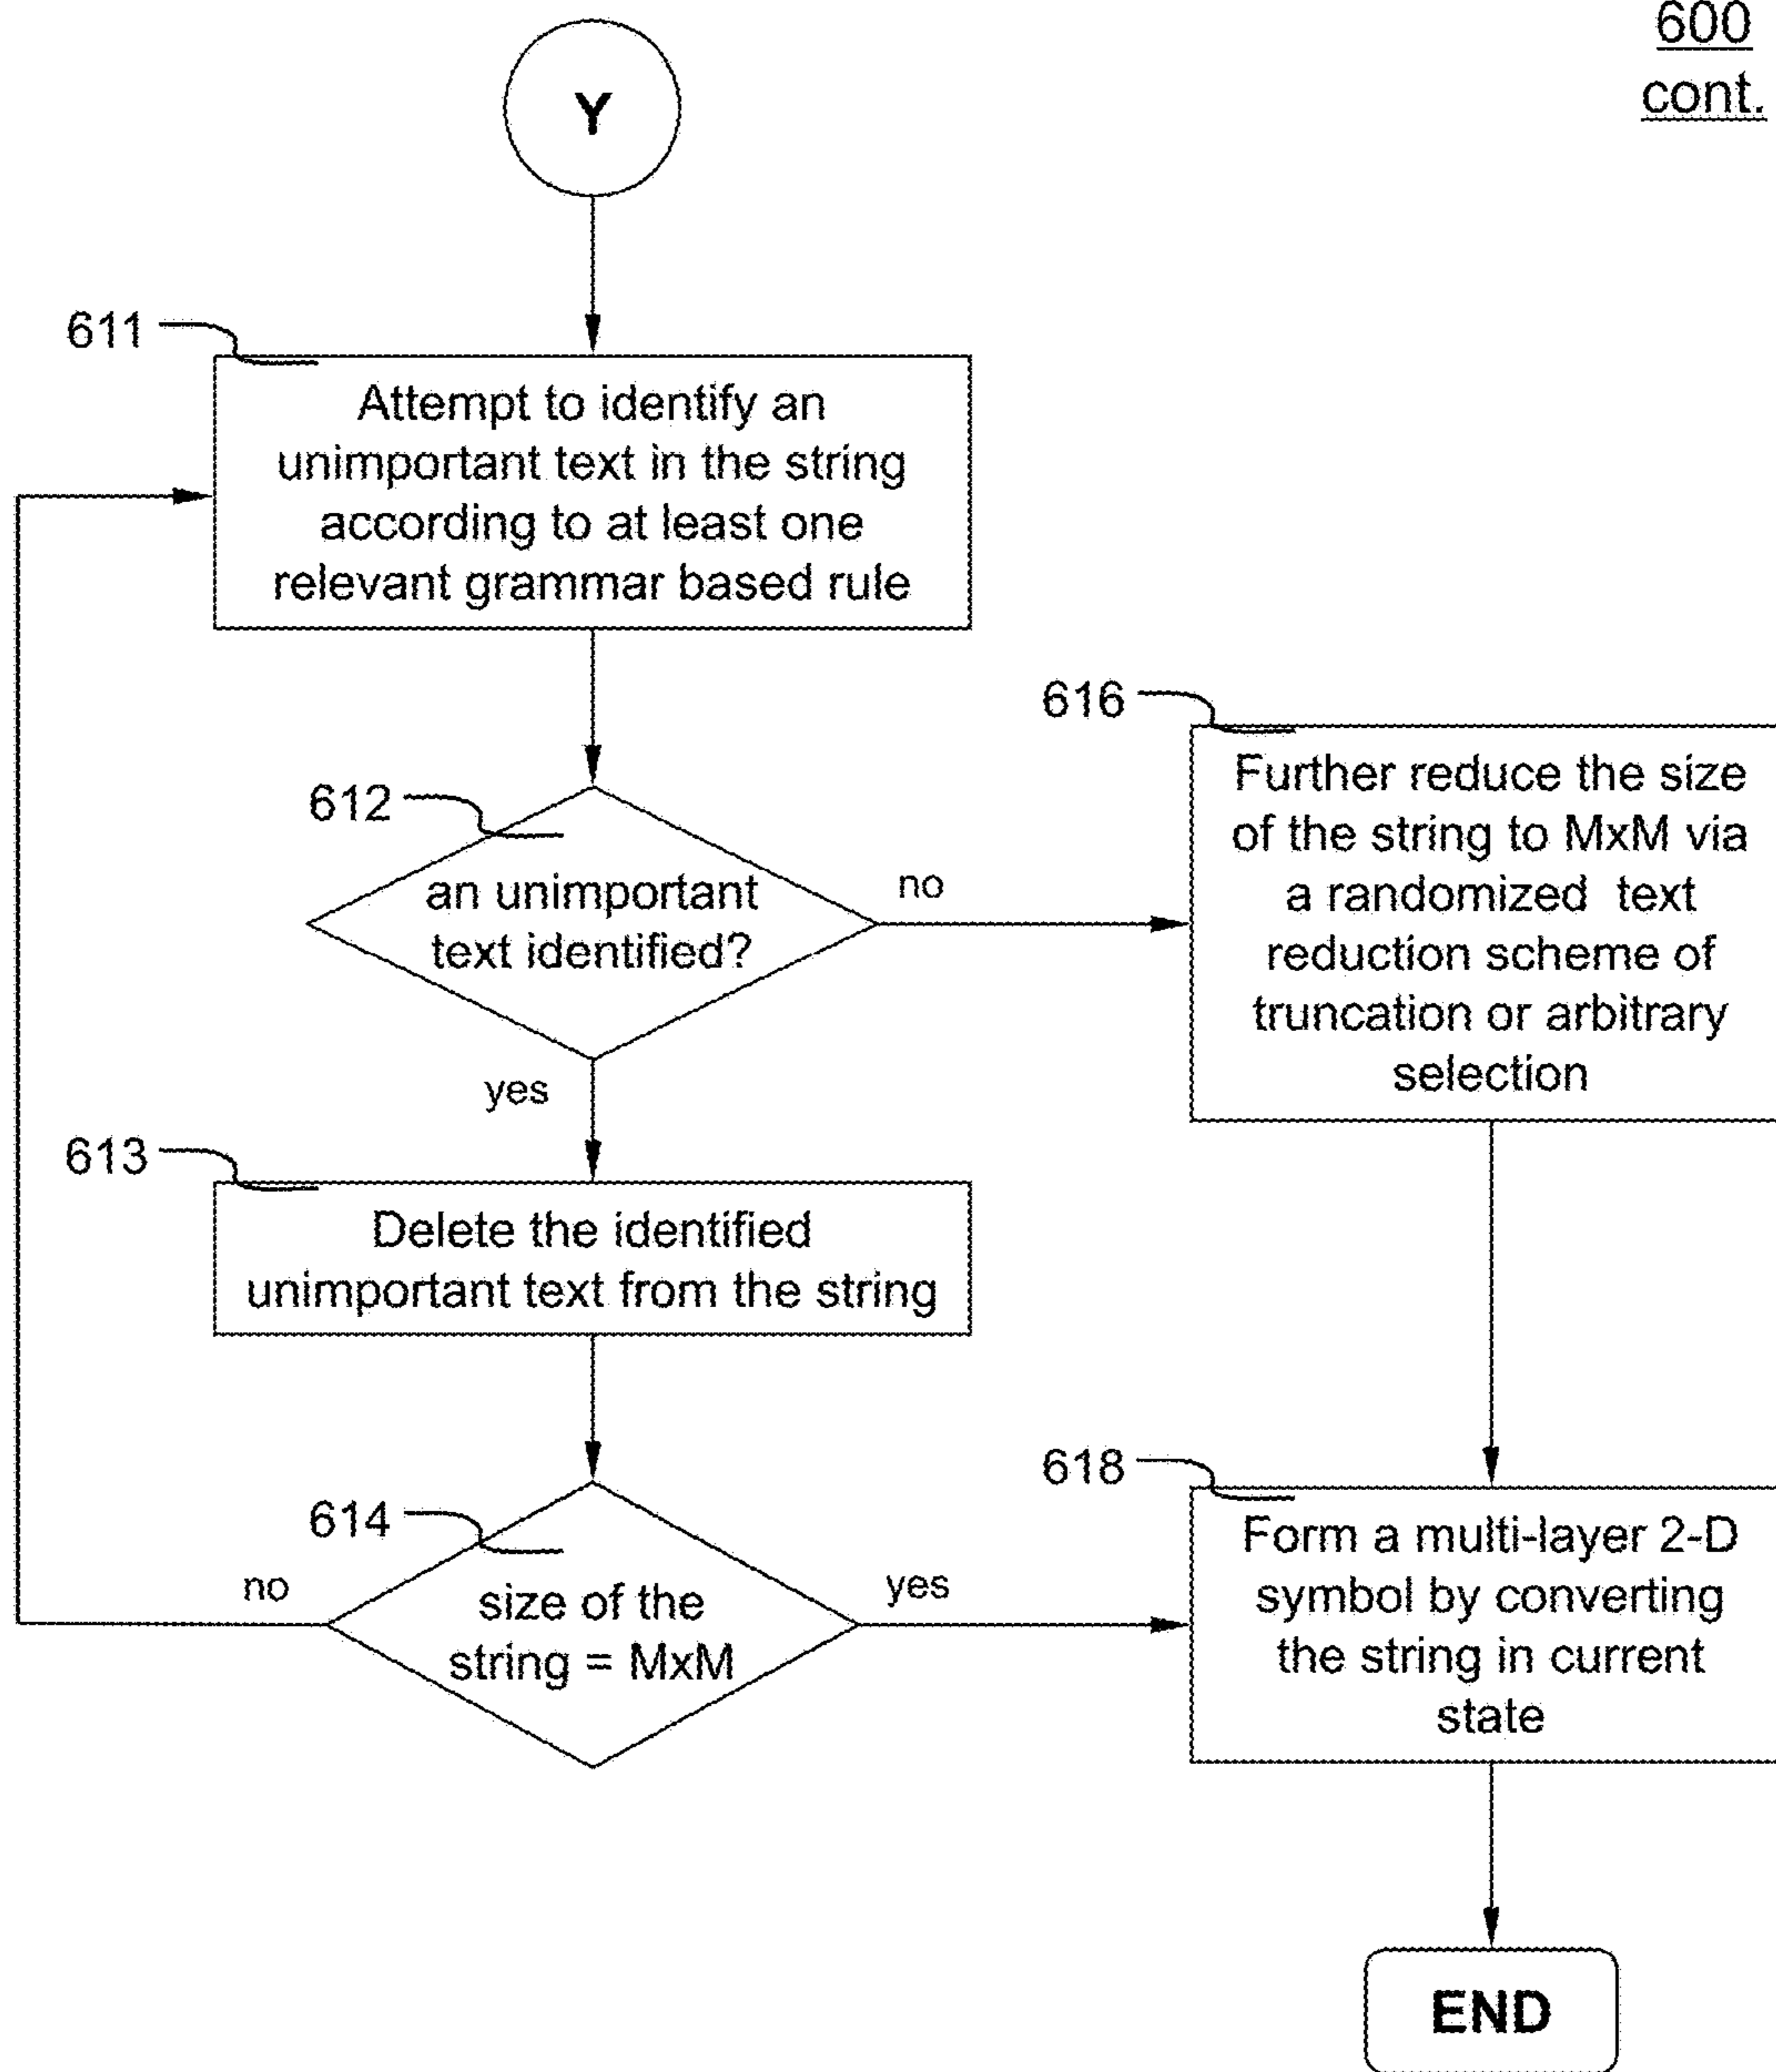 600
cont.
Y
611
Attempt to identify an
unimportant text in the string
according to at least one
relevant grammar based rule
612
an unimportant
text identified?
no
yes
616
Further reduce the size
of the string to MxM via
a randomized text
reduction scheme of
truncation or arbitrary
selection
613
Delete the identified
unimportant text from the string
614
size of the
string = MxM
no
yes
618
Form a multi-layer 2-D
symbol by converting
the string in current
state
END